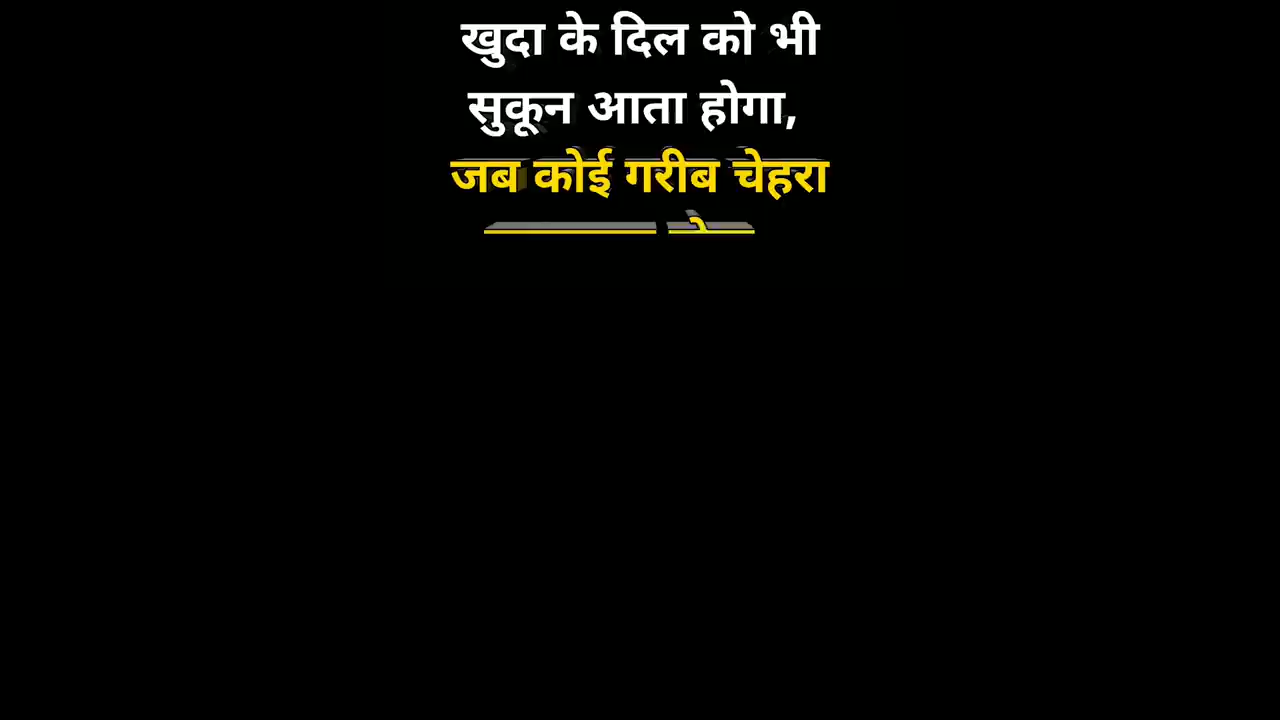 खुदा के दिल को भी
सुकून आता होगा,
जब कोई गरीब चेहरा